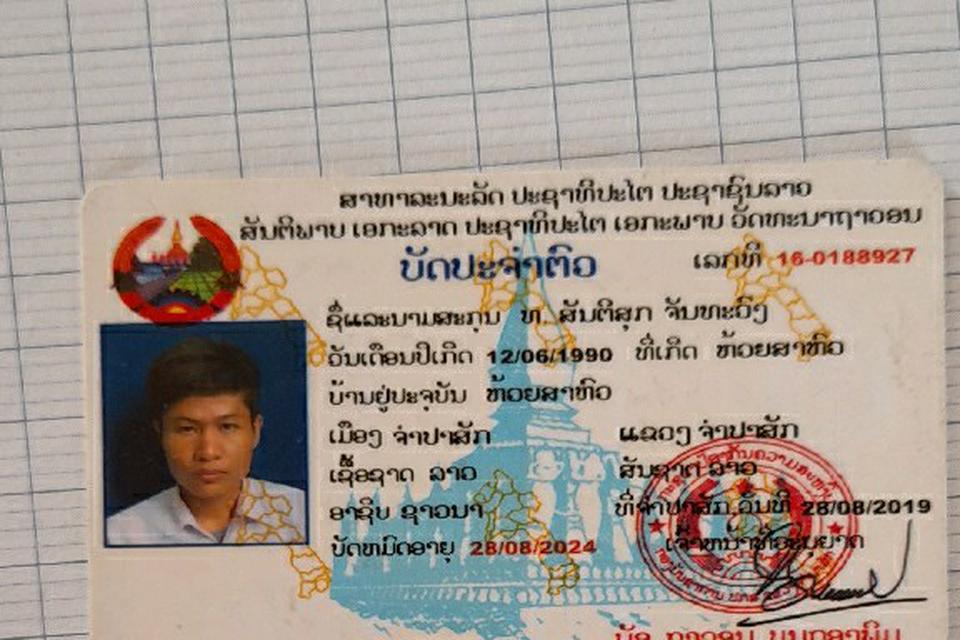 ສາທາລະນະລັດ ປະຊາທິປະໄຕ ປະຊາຊົນລາວ
ສັນຕິພາບ ເອກະລາດ ປະຊາທິປະໄຕ ເອກະພາບ ວັດທະນາຖາວອນ
ບັດປະຈຳຕົວ ເລກທີ 16-0188927
ຊື່ແລະນາມສະກຸນ ທ. ສັນຕິສຸກ ຈັນທະວົງ
ວັນເດືອນປີເກີດ 12/06/1990 ທີ່ເກີດ ຫ້ວຍສາຫົວ
ບ້ານຢູ່ປະຈຸບັນ ຫ້ວຍສາຫົວ
ເມືອງ ຈຳປາສັກ ແຂວງ ຈຳປາສັກ
ເຊື້ອຊາດ ລາວ ສັນຊາດ ລາວ
ອາຊີບ ຊາວນາ ທີ່ຈຳປາສັກ ວັນທີ 28/08/2019
ບັດຫມົດອາຍຸ 28/08/2024 ເຈົ້າຫນ້າທີ່ອະນຸຍາດ